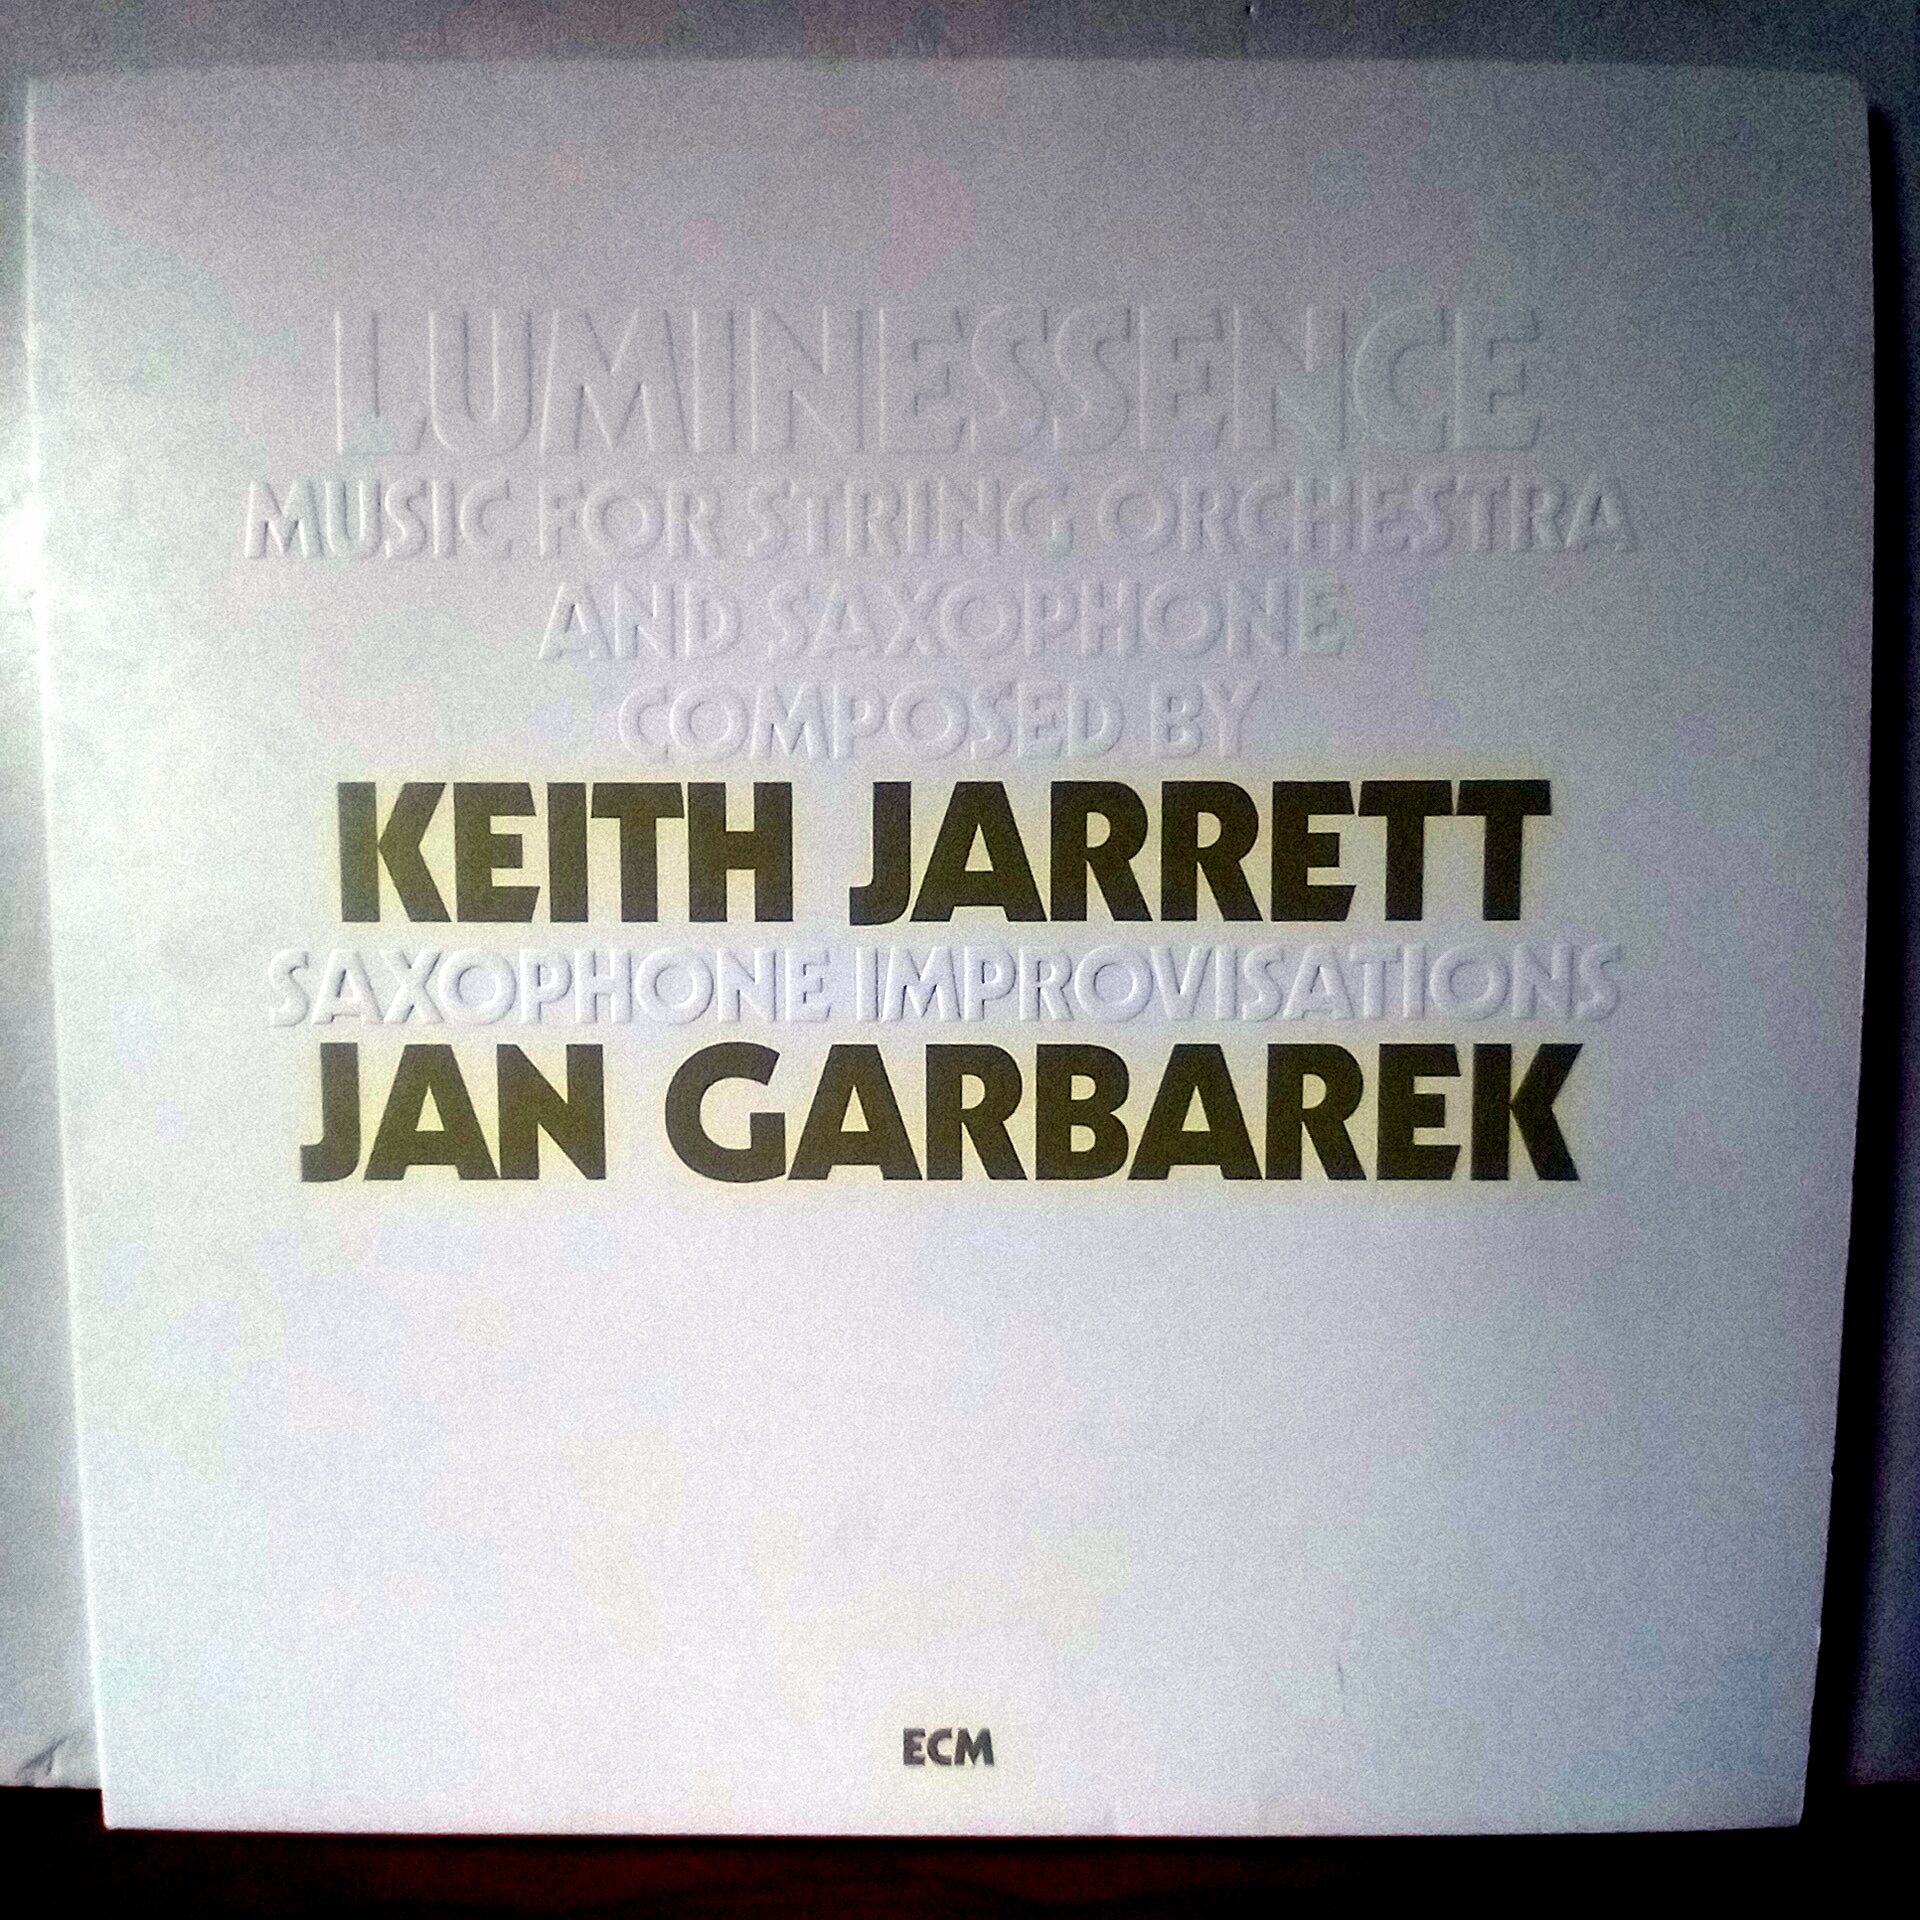 LUMINESSENCE
MUSIC FOR STRING ORCHESTRA
AND SAXOPHONE
COMPOSED BY
KEITH JARRETT
SAXOPHONE IMPROVISATIONS
JAN GARBAREK
ECM